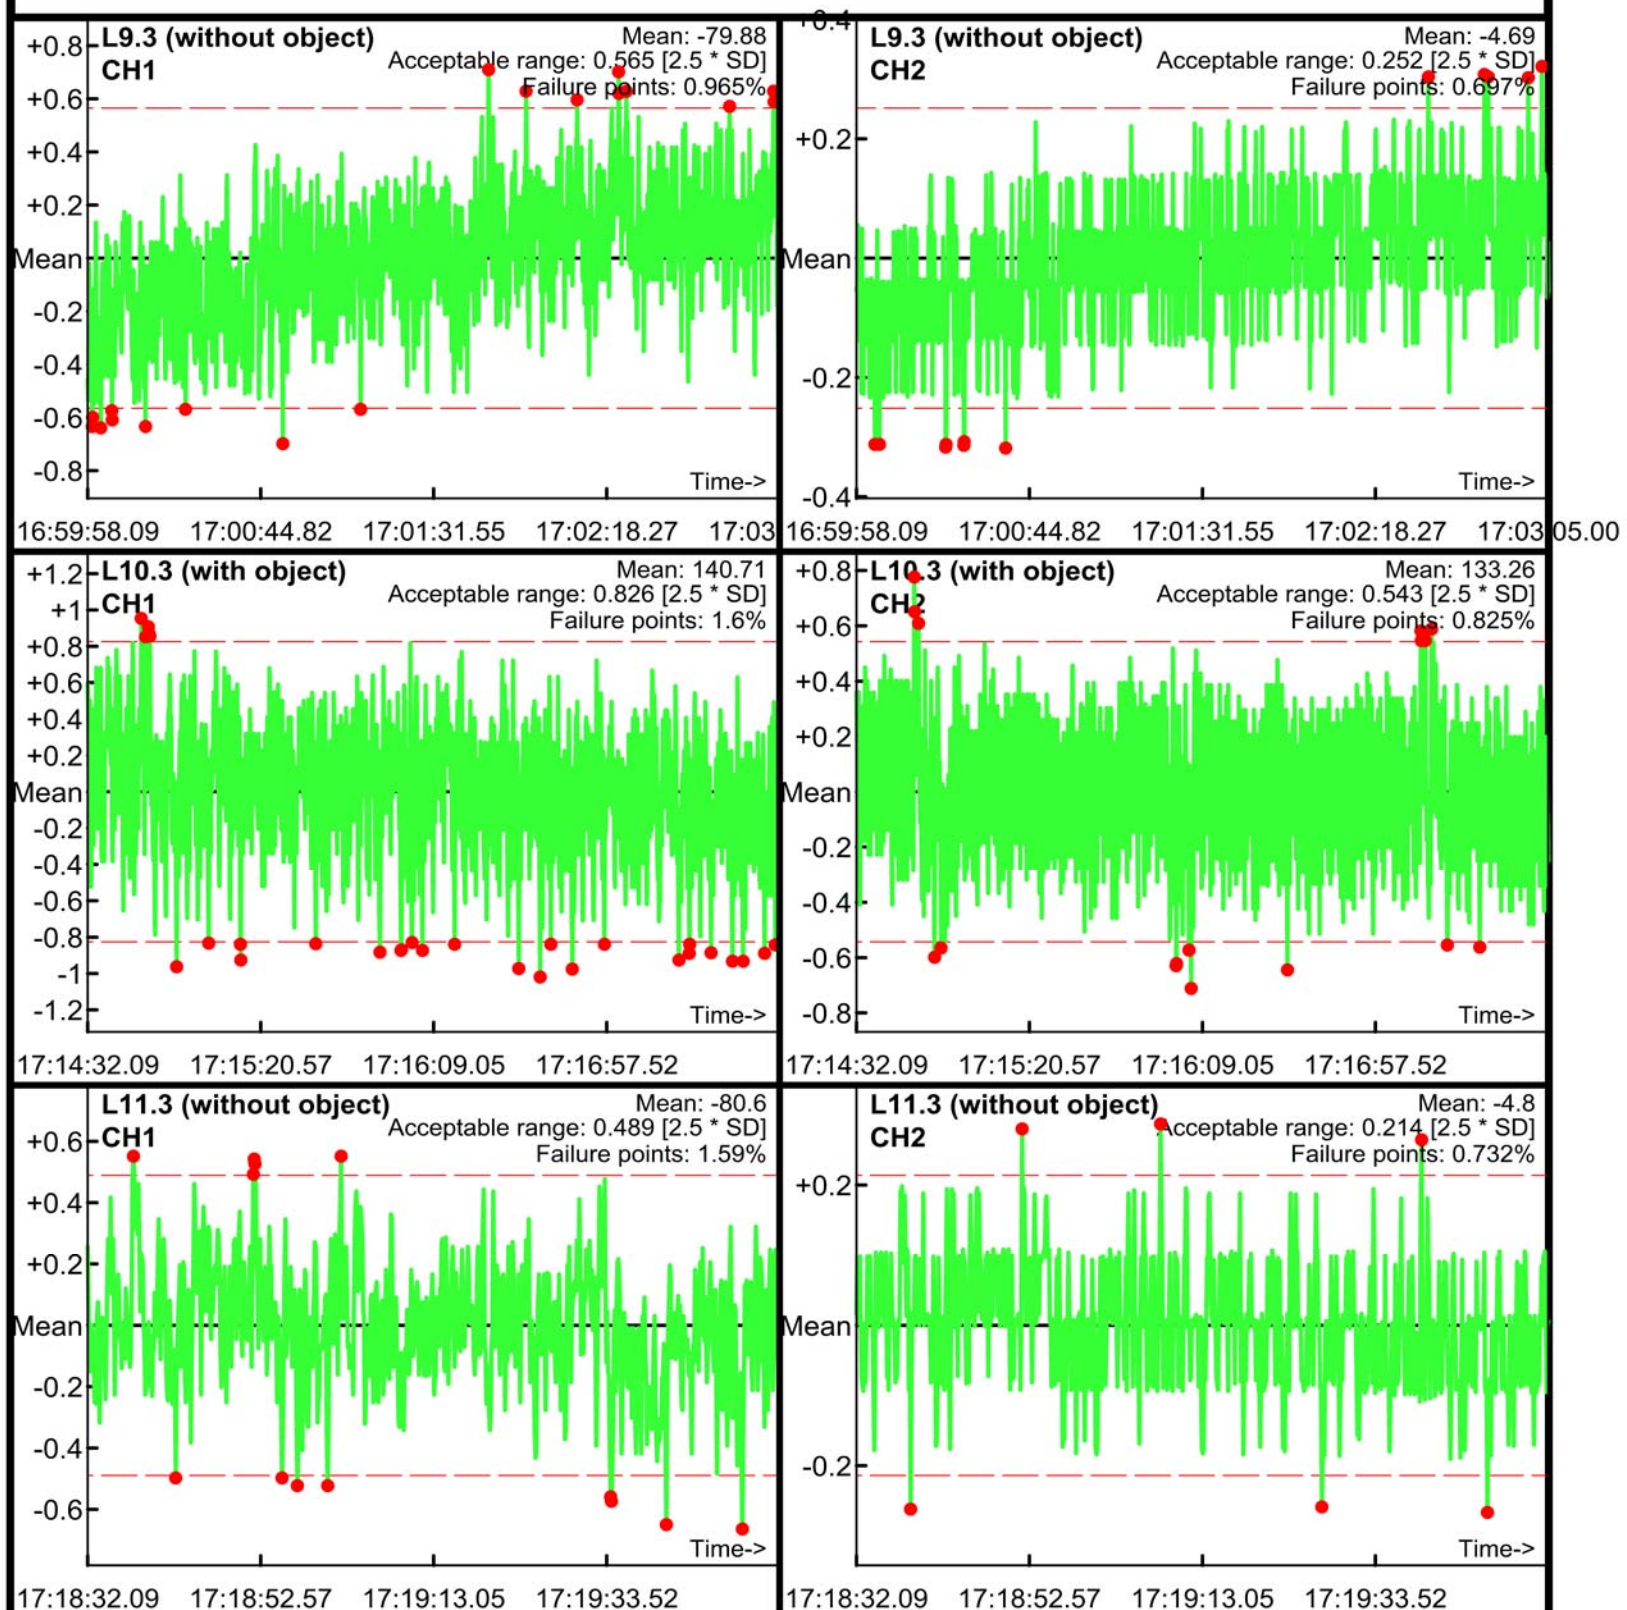 L9.3 (without object)
CH1
Mean: -79.88
Acceptable range: 0.565 [2.5 * SD]
Failure points: 0.965%
+0.8
+0.6
+0.4
+0.2
Mean
-0.2
-0.4
-0.6
-0.8
Time->
16:59:58.09 17:00:44.82 17:01:31.55 17:02:18.27 17:03
+0.4
L9.3 (without object)
CH2
Mean: -4.69
Acceptable range: 0.252 [2.5 * SD]
Failure points: 0.697%
+0.2
Mean
-0.2
-0.4
Time->
16:59:58.09 17:00:44.82 17:01:31.55 17:02:18.27 17:03:05.00
L10.3 (with object)
CH1
Mean: 140.71
Acceptable range: 0.826 [2.5 * SD]
Failure points: 1.6%
+1.2
+1
+0.8
+0.6
+0.4
+0.2
Mean
-0.2
-0.4
-0.6
-0.8
-1
-1.2
Time->
17:14:32.09 17:15:20.57 17:16:09.05 17:16:57.52
L10.3 (with object)
CH2
Mean: 133.26
Acceptable range: 0.543 [2.5 * SD]
Failure points: 0.825%
+0.8
+0.6
+0.4
+0.2
Mean
-0.2
-0.4
-0.6
-0.8
Time->
17:14:32.09 17:15:20.57 17:16:09.05 17:16:57.52
L11.3 (without object)
CH1
Mean: -80.6
Acceptable range: 0.489 [2.5 * SD]
Failure points: 1.59%
+0.6
+0.4
+0.2
Mean
-0.2
-0.4
-0.6
Time->
17:18:32.09 17:18:52.57 17:19:13.05 17:19:33.52
L11.3 (without object)
CH2
Mean: -4.8
Acceptable range: 0.214 [2.5 * SD]
Failure points: 0.732%
+0.2
Mean
-0.2
Time->
17:18:32.09 17:18:52.57 17:19:13.05 17:19:33.52